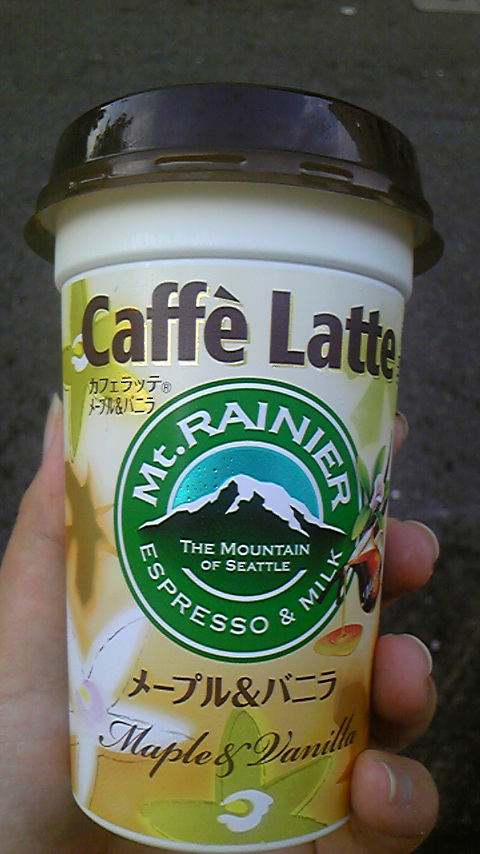 Caffè Latte
カフェラッテ®
メープル&バニラ
Mt. RAINIER
THE MOUNTAIN
OF SEATTLE
ESPRESSO & MILK
メープル&バニラ
Maple & Vanilla